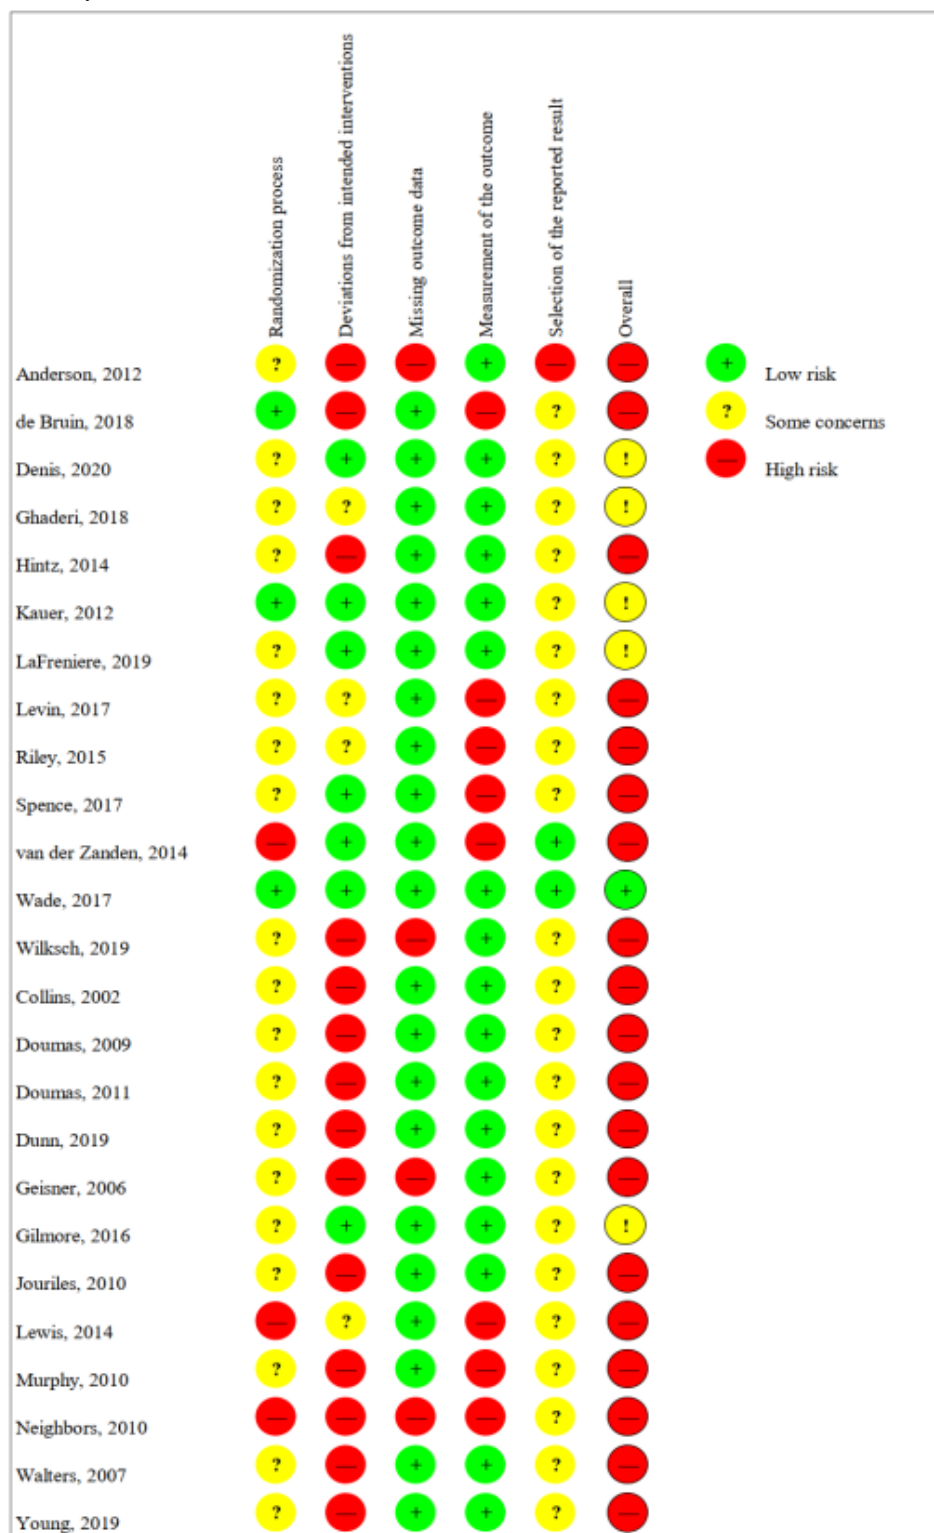 Randomization process
Deviations from intended interventions
Missing outcome data
Measurement of the outcome
Selection of the reported result
Overall
Anderson, 2012 ? — — + — —
+ Low risk
de Bruin, 2018 + — + — ? —
? Some concerns
Denis, 2020 ? + + + ? !
— High risk
Ghaderi, 2018 ? ? + + ? !
Hintz, 2014 ? — + + ? —
Kauer, 2012 + + + + ? !
LaFreniere, 2019 ? + + + ? !
Levin, 2017 ? ? + — ? —
Riley, 2015 ? ? + — ? —
Spence, 2017 ? + + — ? —
van der Zanden, 2014 — + + — + —
Wade, 2017 + + + + + +
Wilksch, 2019 ? — — + ? —
Collins, 2002 ? — + + ? —
Doumas, 2009 ? — + + ? —
Doumas, 2011 ? — + + ? —
Dunn, 2019 ? — + + ? —
Geisner, 2006 ? — — + ? —
Gilmore, 2016 ? + + + ? !
Jouriles, 2010 ? — + + ? —
Lewis, 2014 — ? + — ? —
Murphy, 2010 ? — + — ? —
Neighbors, 2010 — — — — ? —
Walters, 2007 ? — + + ? —
Young, 2019 ? — + + ? —